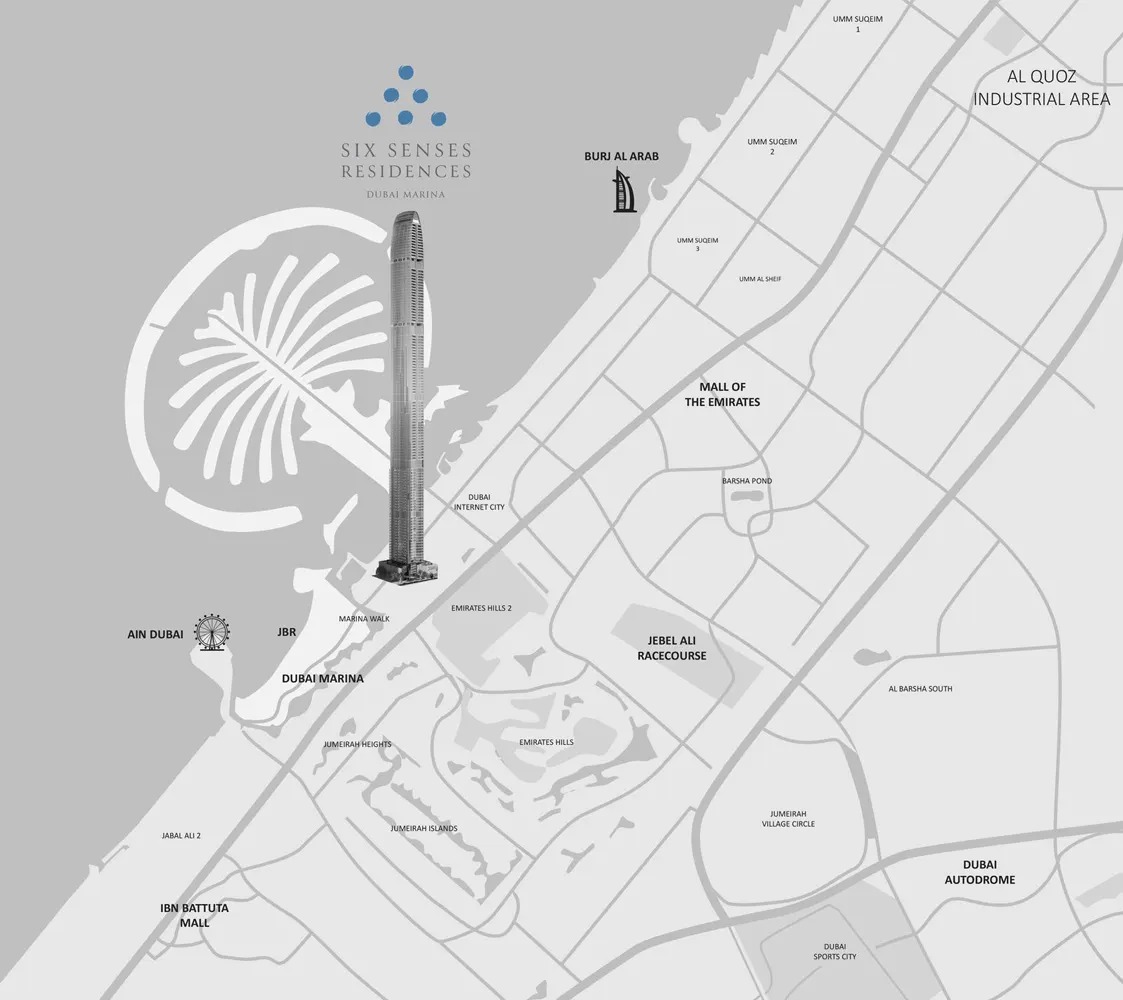 UMM SUQEIM
1
AL QUOZ
INDUSTRIAL AREA
SIX SENSES
RESIDENCES
DUBAI MARINA
BURJ AL ARAB
UMM SUQEIM
2
UMM SUQEIM
3
UMM AL SHEIF
MALL OF
THE EMIRATES
BARSHA POND
DUBAI
INTERNET CITY
EMIRATES HILLS 2
MARINA WALK
AIN DUBAI
JBR
JEBEL ALI
RACECOURSE
DUBAI MARINA
AL BARSHA SOUTH
JUMEIRAH HEIGHTS
EMIRATES HILLS
JUMEIRAH
VILLAGE CIRCLE
JUMEIRAH ISLANDS
JABAL ALI 2
DUBAI
AUTODROME
IBN BATTUTA
MALL
DUBAI
SPORTS CITY